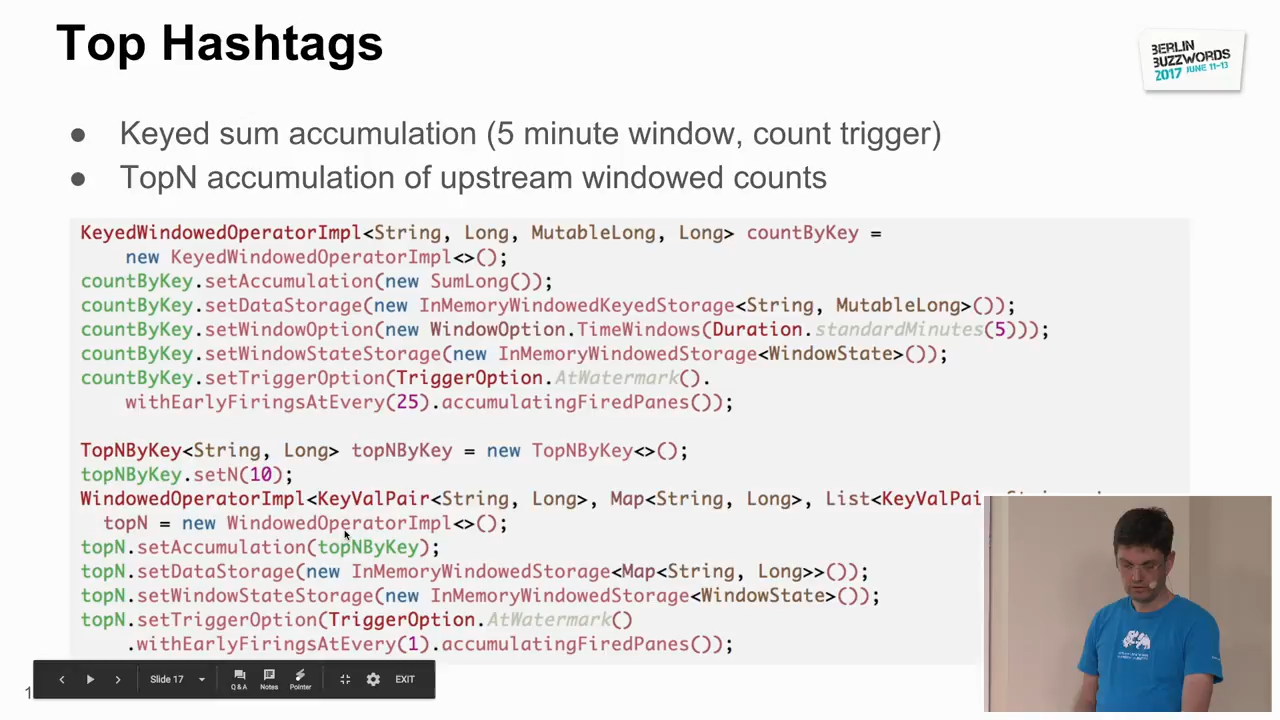 Top Hashtags
BERLIN
BUZZWORDS
2017 JUNE 11-13
● Keyed sum accumulation (5 minute window, count trigger)
● TopN accumulation of upstream windowed counts
KeyedWindowedOperatorImpl<String, Long, MutableLong, Long> countByKey =
new KeyedWindowedOperatorImpl<>();
countByKey.setAccumulation(new SumLong());
countByKey.setDataStorage(new InMemoryWindowedKeyedStorage<String, MutableLong>());
countByKey.setWindowOption(new WindowOption.TimeWindows(Duration.standardMinutes(5)));
countByKey.setWindowStateStorage(new InMemoryWindowedStorage<WindowState>());
countByKey.setTriggerOption(TriggerOption.AtWatermark().
withEarlyFiringsAtEvery(25).accumulatingFiredPanes());
TopNByKey<String, Long> topNByKey = new TopNByKey<>();
topNByKey.setN(10);
WindowedOperatorImpl<KeyValPair<String, Long>, Map<String, Long>, List<KeyValPai
topN = new WindowedOperatorImpl<>();
topN.setAccumulation(topNByKey);
topN.setDataStorage(new InMemoryWindowedStorage<Map<String, Long>>());
topN.setWindowStateStorage(new InMemoryWindowedStorage<WindowState>());
topN.setTriggerOption(TriggerOption.AtWatermark()
.withEarlyFiringsAtEvery(1).accumulatingFiredPanes());
1
Slide 17
Q & A
Notes
Pointer
EXIT